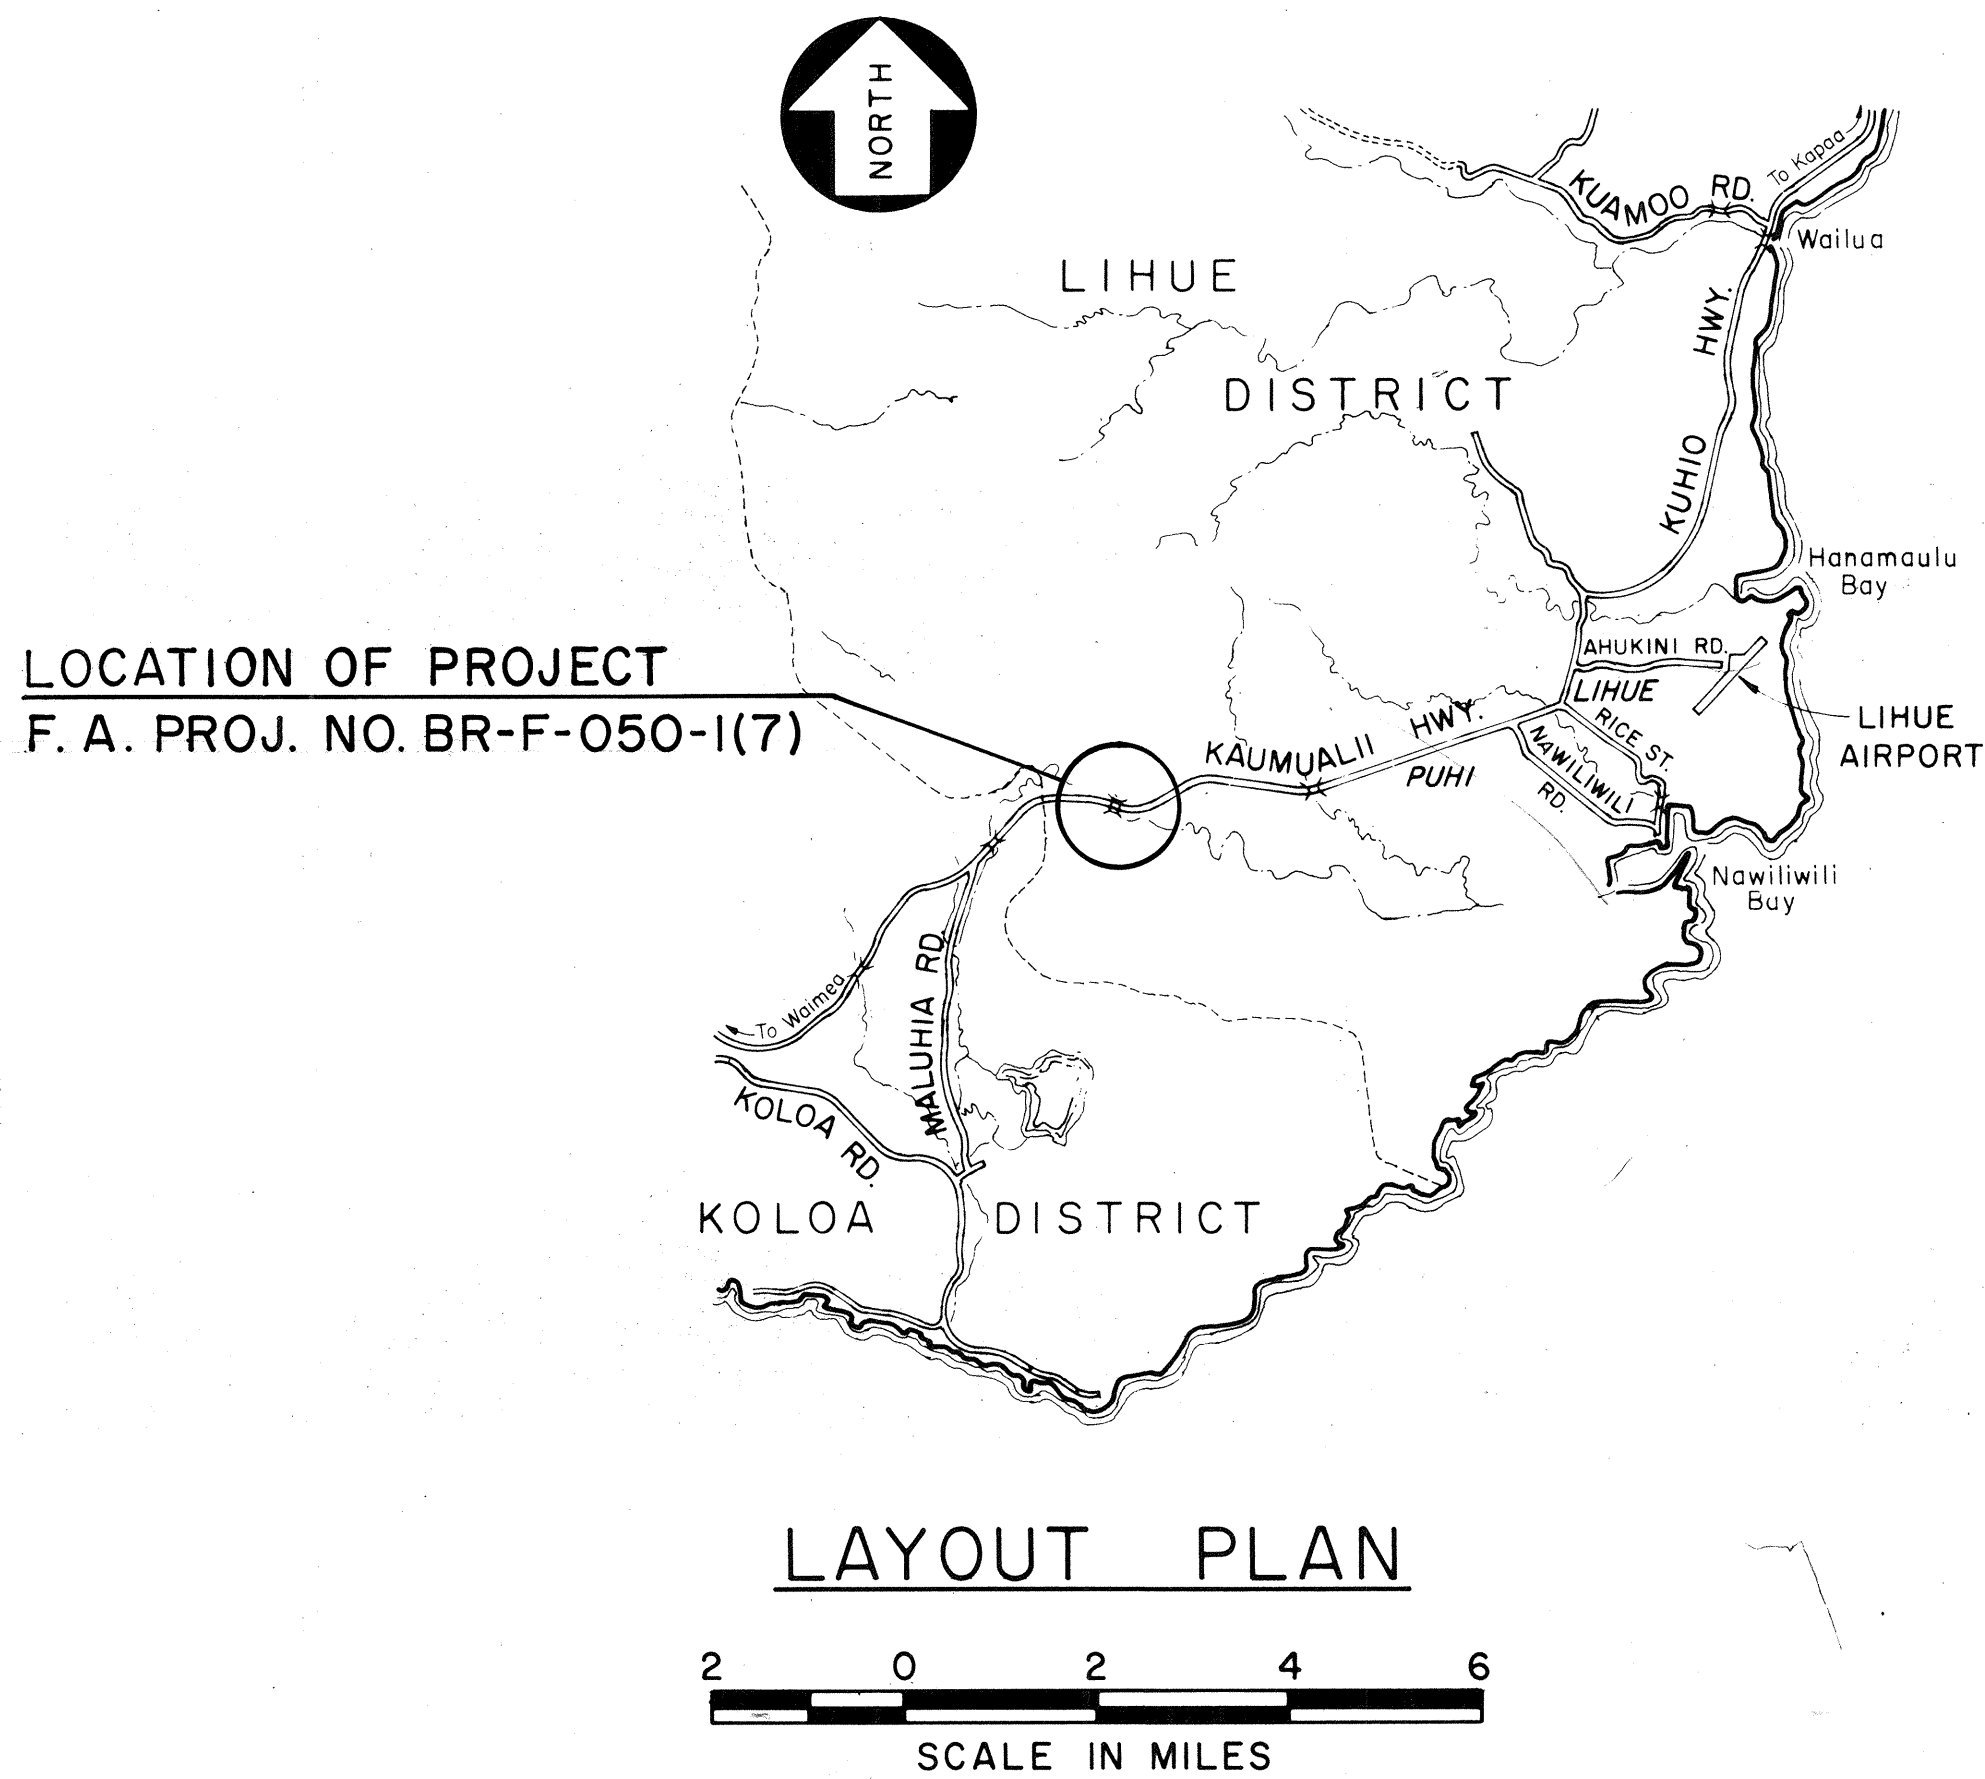 NORTH
To Kapaa
KUAMOO RD.
Wailua
LIHUE
DISTRICT
KUHIO HWY.
Hanamaulu
Bay
AHUKINI RD.
LIHUE
LIHUE
AIRPORT
LOCATION OF PROJECT
F. A. PROJ. NO. BR-F-050-1(7)
KAUMUALII HWY.
PUHI
RICE ST.
NAWILIWILI
RD.
Nawiliwili
Bay
To Waimea
MALUHIA RD.
KOLOA RD.
KOLOA DISTRICT
LAYOUT PLAN
2 0 2 4 6
SCALE IN MILES